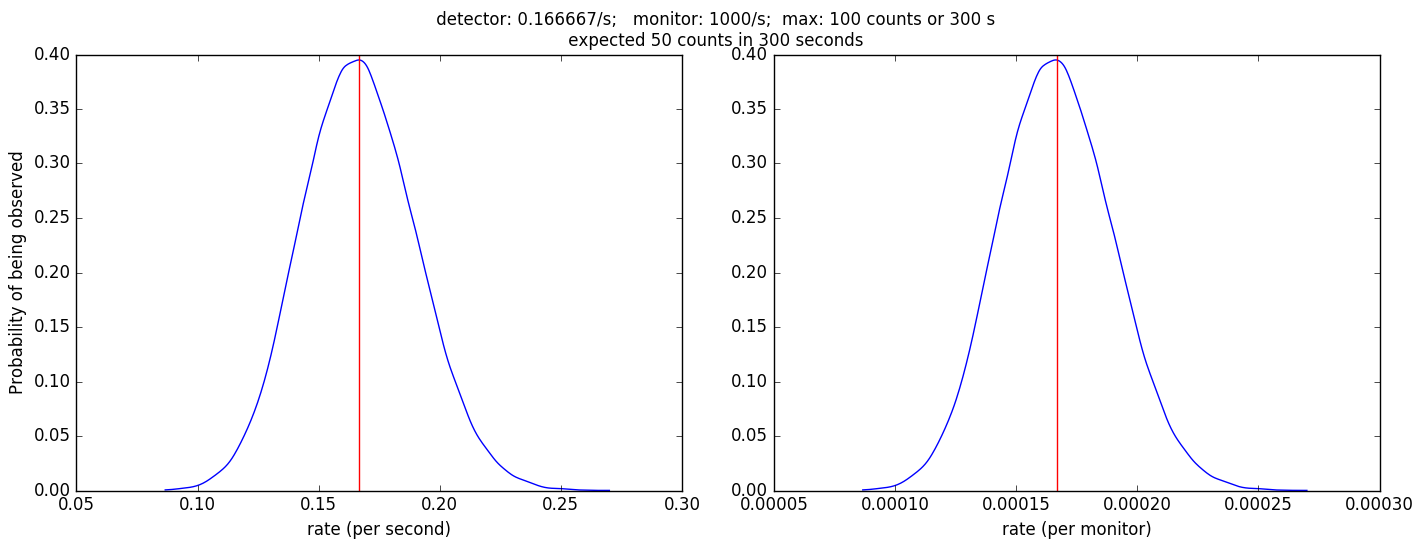 detector: 0.166667/s;   monitor: 1000/s;  max: 100 counts or 300 s
expected 50 counts in 300 seconds
Probability of being observed
0.40
0.35
0.30
0.25
0.20
0.15
0.10
0.05
0.00
0.05 0.10 0.15 0.20 0.25 0.30
rate (per second)
0.40
0.35
0.30
0.25
0.20
0.15
0.10
0.05
0.00
0.00005 0.00010 0.00015 0.00020 0.00025 0.00030
rate (per monitor)